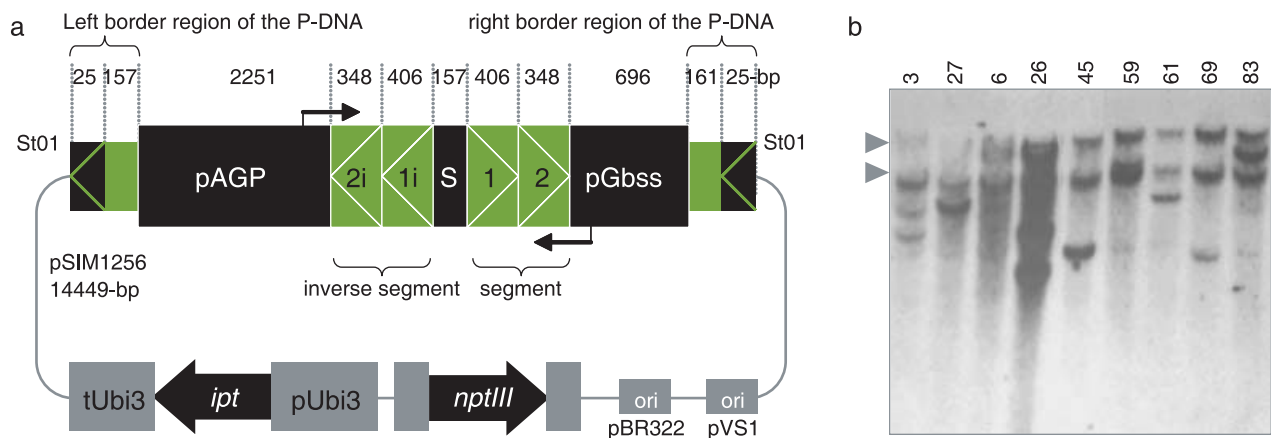 a
Left border region of the P-DNA
right border region of the P-DNA
25 157 2251 348 406 157 406 348 696 161 25-bp
St01 St01
pAGP 2i 1i S 1 2 pGbss
pSIM1256
14449-bp
inverse segment segment
tUbi3 ipt pUbi3 nptIII ori ori
pBR322 pVS1
b
3 27 6 26 45 59 61 69 83